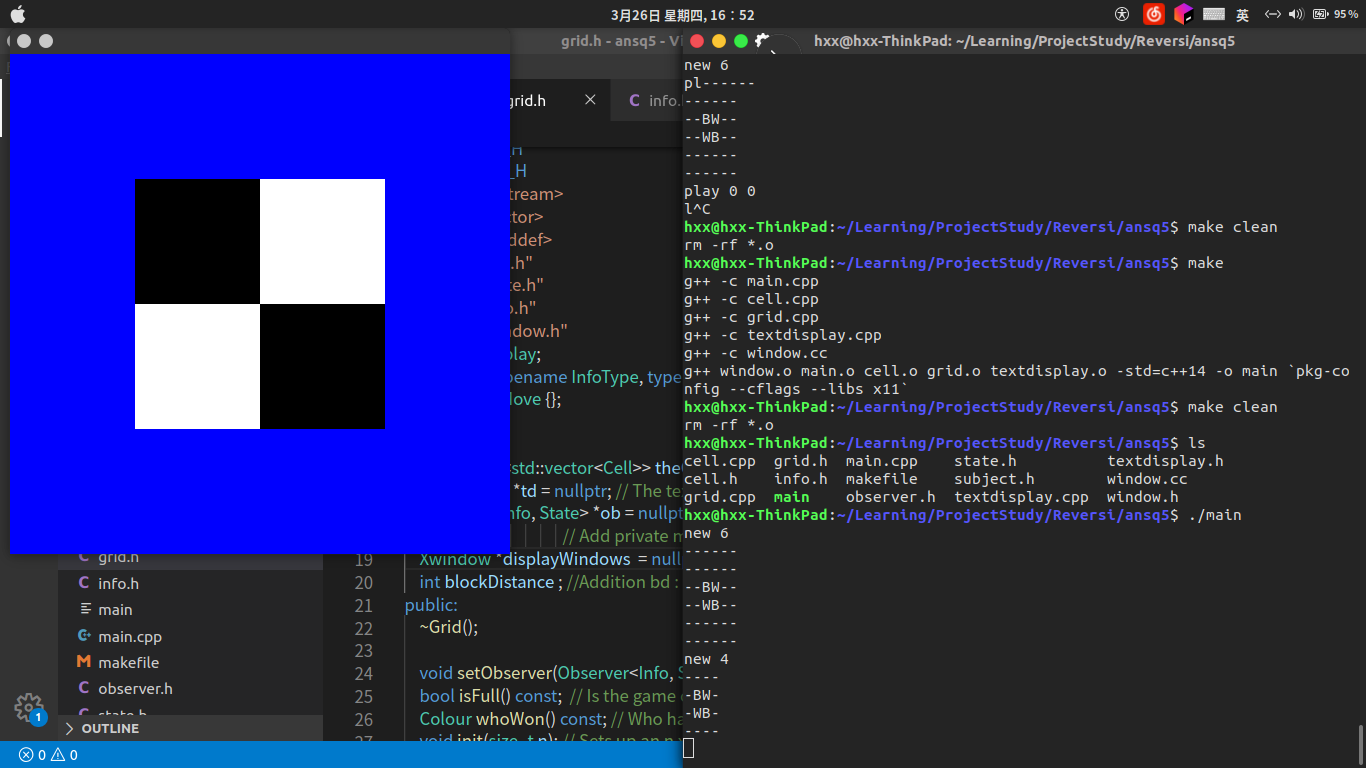 3月26日 星期四, 16：52
英
95%
grid.h - ansq5 - V
hxx@hxx-ThinkPad: ~/Learning/ProjectStudy/Reversi/ansq5
grid.h
info.
_H
_H
tream>
tor>
ddef>
.h"
te.h"
o.h"
dow.h"
play;
pename InfoType, type
Move {};
<std::vector<Cell>> the
*td = nullptr; // The te
nfo, State> *ob = nullpt
// Add private m
19 Xwindow *displayWindows = null
20 int blockDistance ; //Addition bd :
21 public:
22 ~Grid();
23
24 void setObserver(Observer<Info, S
25 bool isFull() const; // Is the game
26 Colour whoWon() const; // Who ha
27 void init(size_t n); // Sets up an n
grid.h
info.h
main
main.cpp
makefile
observer.h
state.h
OUTLINE
1
0 0
new 6
pl------
------
--BW--
--WB--
------
------
play 0 0
l^C
hxx@hxx-ThinkPad:~/Learning/ProjectStudy/Reversi/ansq5$ make clean
rm -rf *.o
hxx@hxx-ThinkPad:~/Learning/ProjectStudy/Reversi/ansq5$ make
g++ -c main.cpp
g++ -c cell.cpp
g++ -c grid.cpp
g++ -c textdisplay.cpp
g++ -c window.cc
g++ window.o main.o cell.o grid.o textdisplay.o -std=c++14 -o main `pkg-co
nfig --cflags --libs x11`
hxx@hxx-ThinkPad:~/Learning/ProjectStudy/Reversi/ansq5$ make clean
rm -rf *.o
hxx@hxx-ThinkPad:~/Learning/ProjectStudy/Reversi/ansq5$ ls
cell.cpp grid.h main.cpp state.h textdisplay.h
cell.h info.h makefile subject.h window.cc
grid.cpp main observer.h textdisplay.cpp window.h
hxx@hxx-ThinkPad:~/Learning/ProjectStudy/Reversi/ansq5$ ./main
new 6
------
------
--BW--
--WB--
------
------
new 4
----
-BW-
-WB-
----